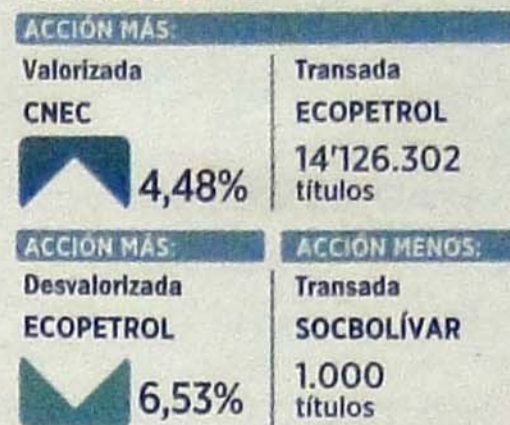 ACCIÓN MÁS:
Valorizada
CNEC
4,48%
Transada
ECOPETROL
14'126.302
títulos
ACCIÓN MÁS:
Desvalorizada
ECOPETROL
6,53%
ACCIÓN MENOS:
Transada
SOCBOLÍVAR
1.000
títulos